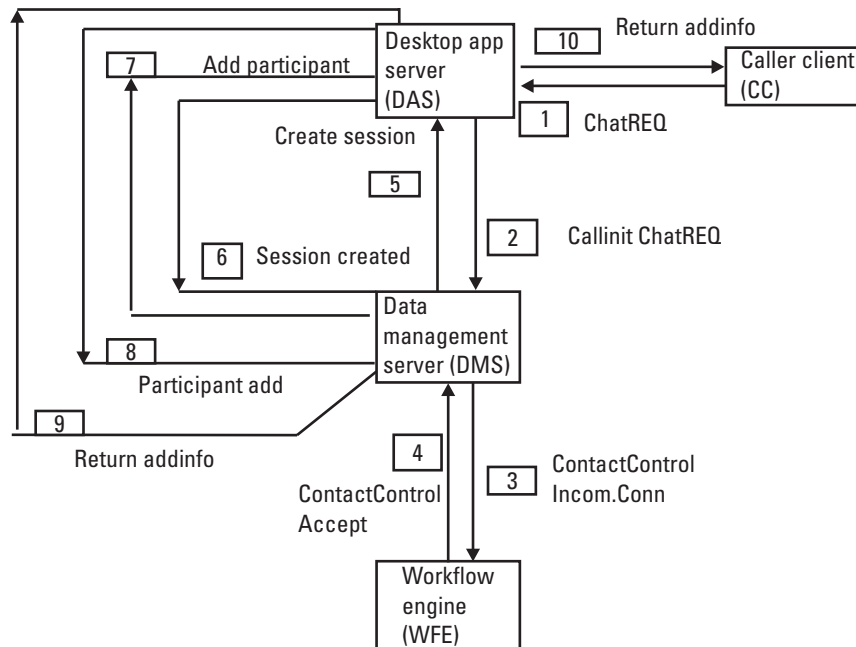 10
Return addinfo
Desktop app
server
(DAS)
Caller client
(CC)
7
Add participant
1
ChatREQ
Create session
5
2
Callinit ChatREQ
6
Session created
Data
management
server (DMS)
8
Participant add
9
Return addinfo
4
ContactControl
Accept
3
ContactControl
Incom.Conn
Workflow
engine
(WFE)